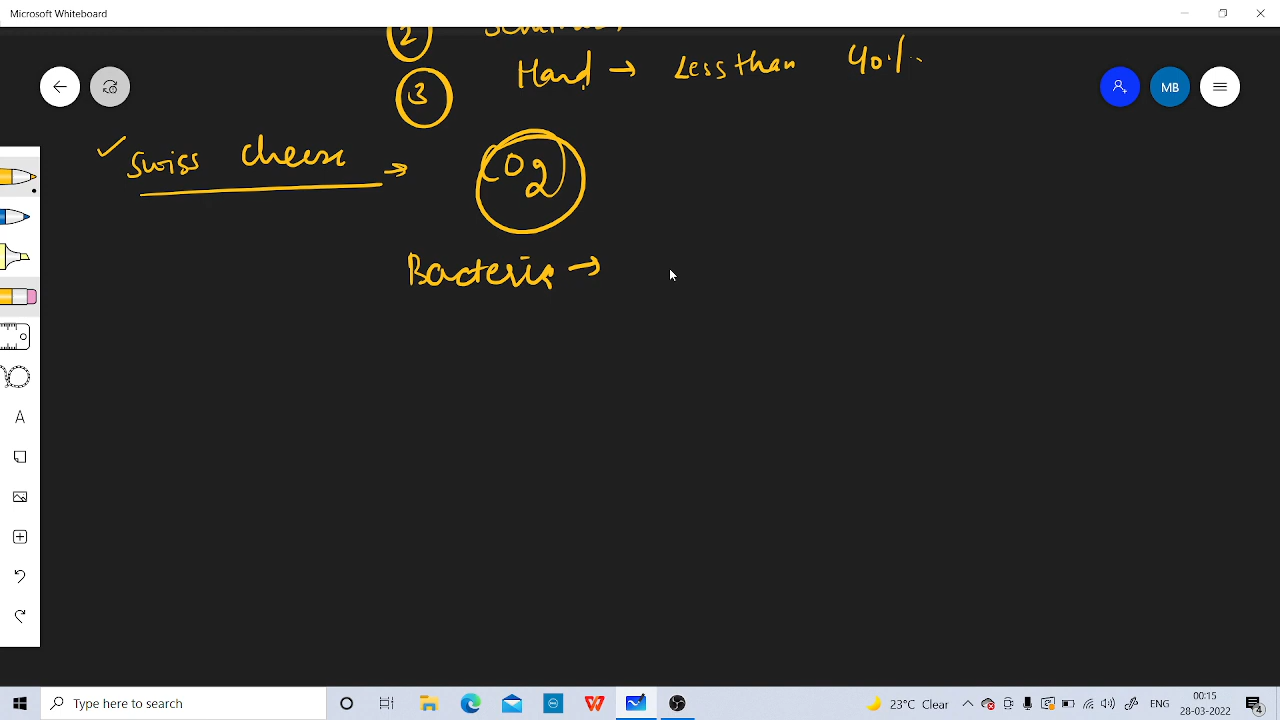 Microsoft Whiteboard
2
3
Hard → Less than 40%
MB
✓ Swiss cheese →
CO2
Bacteria →
A
Type here to search
23°C Clear
ENG
00:15
28-03-2022
4